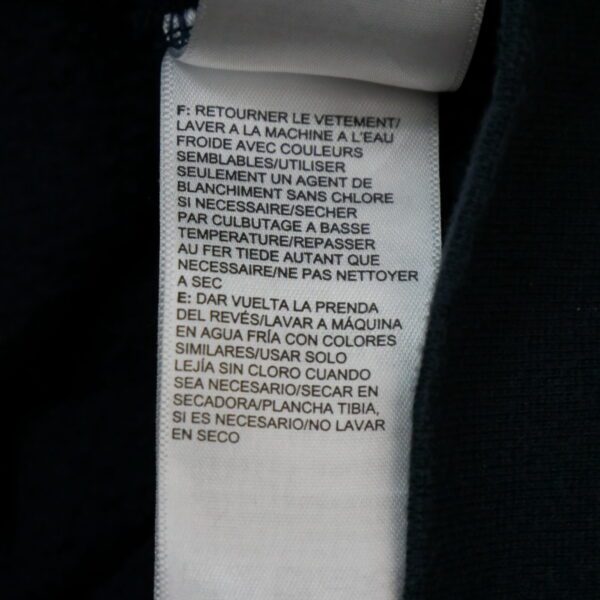 F: RETOURNER LE VETEMENT/
LAVER A LA MACHINE A L'EAU
FROIDE AVEC COULEURS
SEMBLABLES/UTILISER
SEULEMENT UN AGENT DE
BLANCHIMENT SANS CHLORE
SI NECESSAIRE/SECHER
PAR CULBUTAGE A BASSE
TEMPERATURE/REPASSER
AU FER TIEDE AUTANT QUE
NECESSAIRE/NE PAS NETTOYER
A SEC
E: DAR VUELTA LA PRENDA
DEL REVÉS/LAVAR A MÁQUINA
EN AGUA FRÍA CON COLORES
SIMILARES/USAR SOLO
LEJÍA SIN CLORO CUANDO
SEA NECESARIO/SECAR EN
SECADORA/PLANCHA TIBIA,
SI ES NECESARIO/NO LAVAR
EN SECO